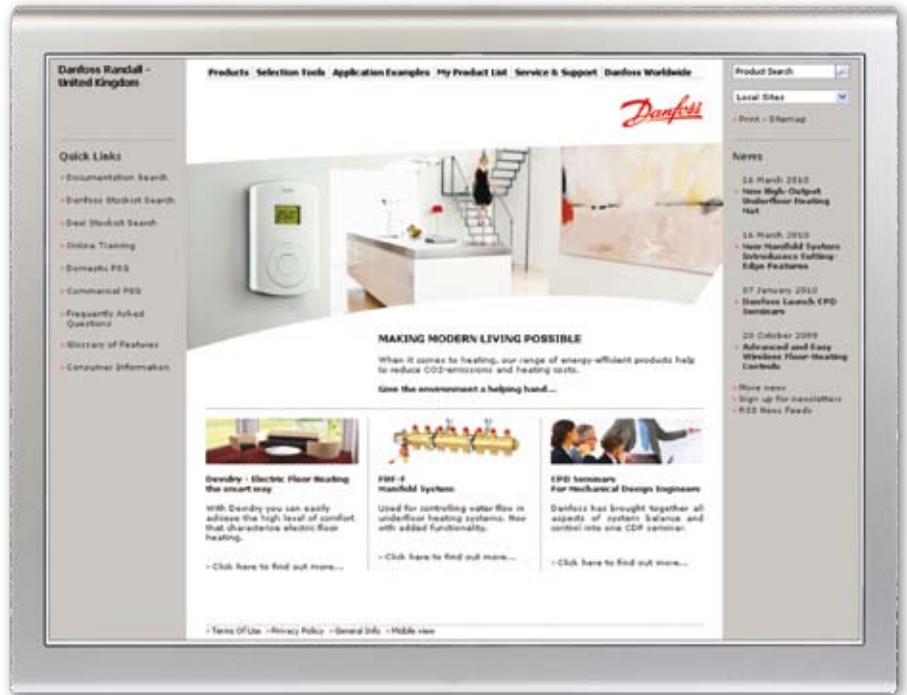 Danfoss Randall -
United Kingdom
Products Selection Tools Application Examples My Product List Service & Support Danfoss Worldwide
Product Search
Local Sites
Print Sitemap
Danfoss
Quick Links
Documentation Search
Danfoss Stockist Search
Devi Stockist Search
Online Training
Domestic FAQ
Commercial FAQ
Frequently Asked
Questions
Glossary of Features
Consumer Information
MAKING MODERN LIVING POSSIBLE
When it comes to heating, our range of energy-efficient products help
to reduce CO2-emissions and heating costs.
Give the environment a helping hand...
Devidry - Electric Floor Heating
the smart way
With Devidry you can easily
achieve the high level of comfort
that characterise electric floor
heating.
Click here to find out more...
FHF-F
Manifold System
Used for controlling water flow in
underfloor heating systems. Now
with added functionality.
Click here to find out more...
CPD Seminars
For Mechanical Design Engineers
Danfoss has brought together all
aspects of system balance and
control into one CDP seminar.
Click here to find out more...
News
16 March 2010
New High-Output
Underfloor Heating
Mat
16 March 2010
New Manifold System
Introduces Cutting-
Edge Features
07 January 2010
Danfoss Launch CPD
Seminars
20 October 2009
Advanced and Easy
Wireless Floor-Heating
Controls
More news
Sign up for newsletters
RSS News Feeds
Terms Of Use Privacy Policy General Info Mobile view